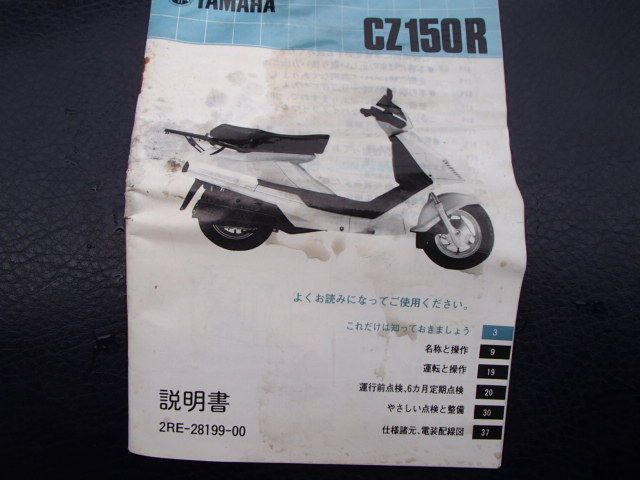 YAMAHA
CZ150R
よくお読みになってご使用ください。
これだけは知っておきましょう 3
名称と操作 9
運転と操作 19
運行前点検、6カ月定期点検 20
やさしい点検と整備 30
仕様諸元、電装配線図 37
説明書
2RE-28199-00